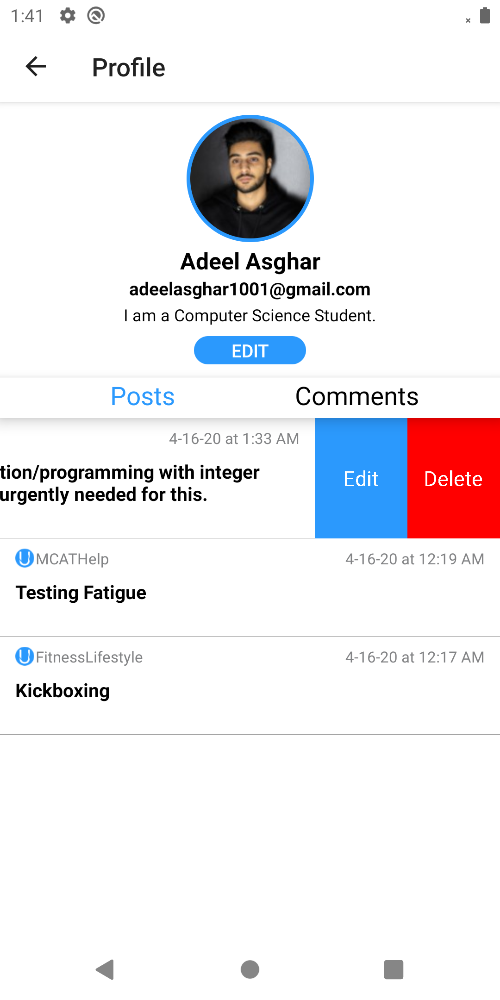 1:41
Profile
Adeel Asghar
adeelasghar1001@gmail.com
I am a Computer Science Student.
EDIT
Posts Comments
4-16-20 at 1:33 AM
tion/programming with integer
urgently needed for this.
Edit Delete
MCATHelp 4-16-20 at 12:19 AM
Testing Fatigue
FitnessLifestyle 4-16-20 at 12:17 AM
Kickboxing